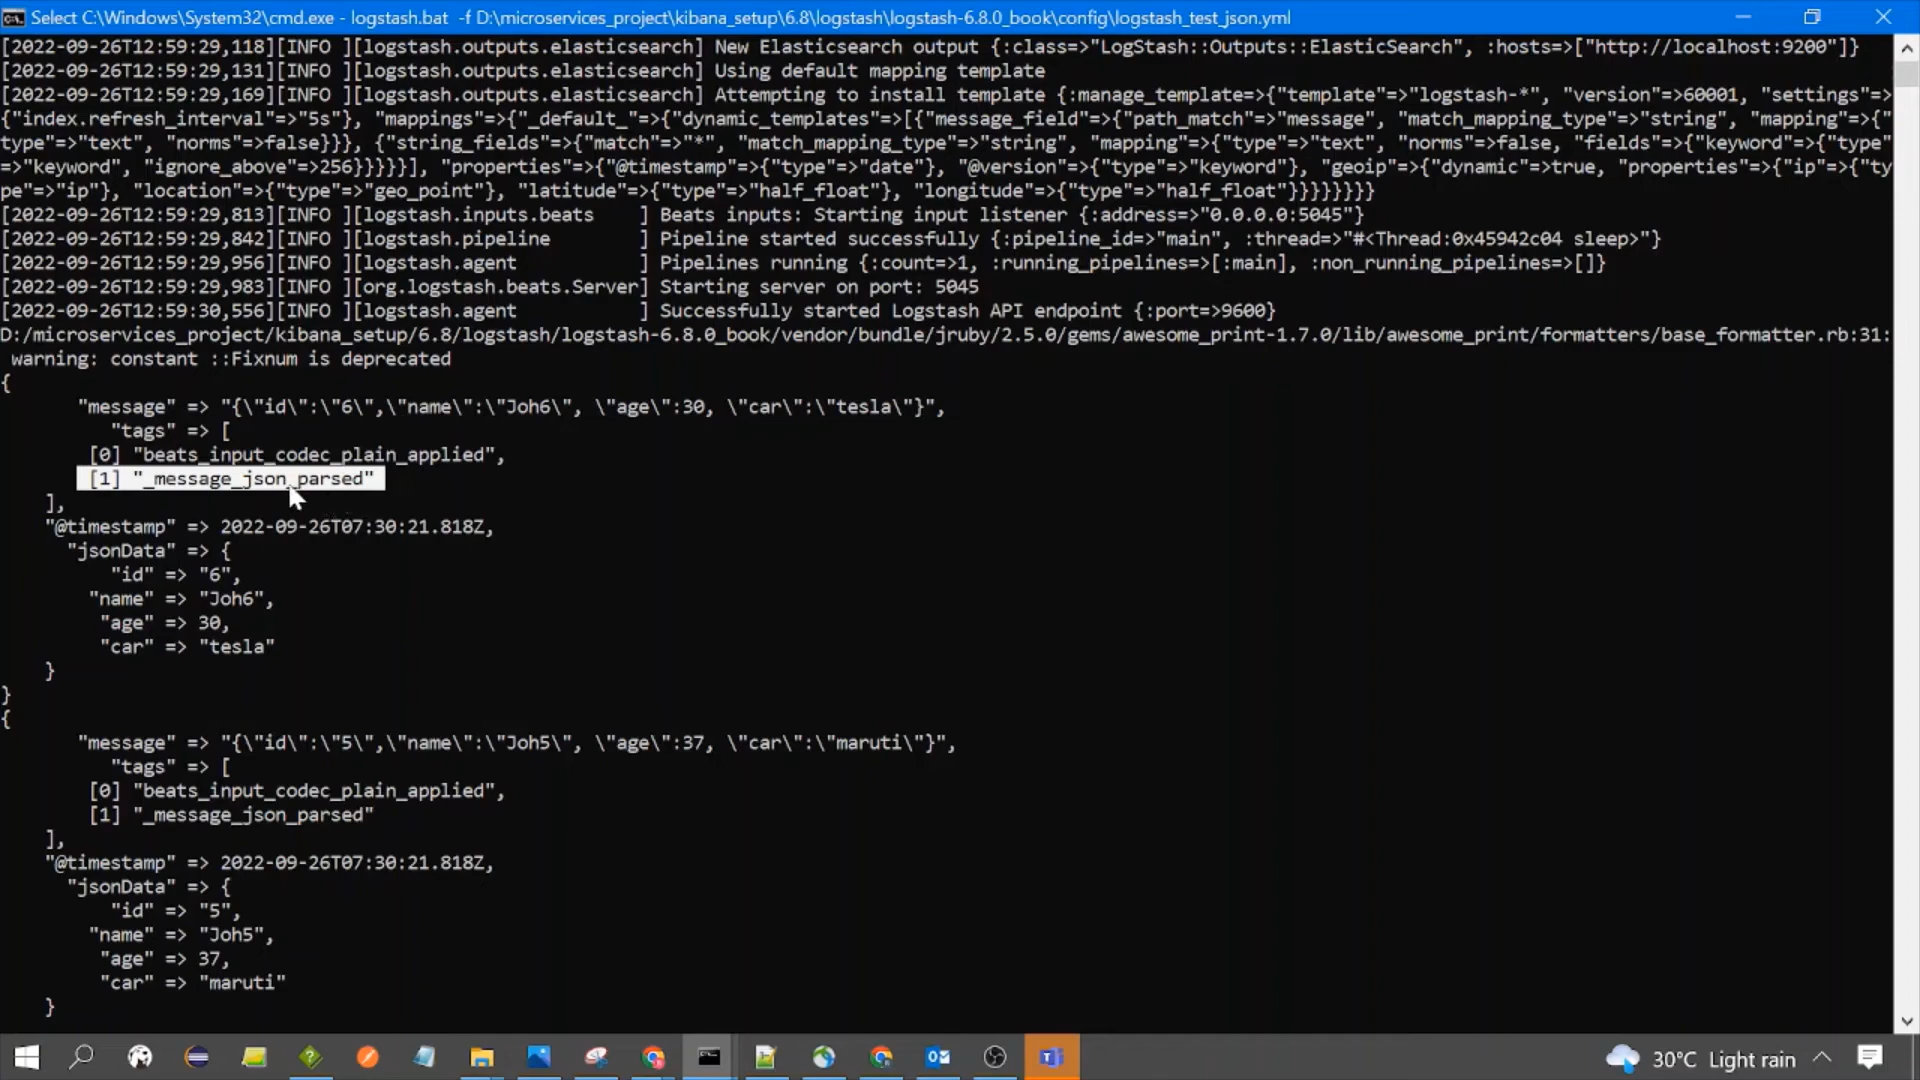 Select C:\Windows\System32\cmd.exe - logstash.bat  -f D:\microservices_project\kibana_setup\6.8\logstash\logstash-6.8.0_book\config\logstash_test_json.yml
[2022-09-26T12:59:29,118][INFO ][logstash.outputs.elasticsearch] New Elasticsearch output {:class=>"LogStash::Outputs::ElasticSearch", :hosts=>["http://localhost:9200"]}
[2022-09-26T12:59:29,131][INFO ][logstash.outputs.elasticsearch] Using default mapping template
[2022-09-26T12:59:29,169][INFO ][logstash.outputs.elasticsearch] Attempting to install template {:manage_template=>{"template"=>"logstash-*", "version"=>60001, "settings"=>
{"index.refresh_interval"=>"5s"}, "mappings"=>{"_default_"=>{"dynamic_templates"=>[{"message_field"=>{"path_match"=>"message", "match_mapping_type"=>"string", "mapping"=>{"
type"=>"text", "norms"=>false}}}, {"string_fields"=>{"match"=>"*", "match_mapping_type"=>"string", "mapping"=>{"type"=>"text", "norms"=>false, "fields"=>{"keyword"=>{"type"
=>"keyword", "ignore_above"=>256}}}}}], "properties"=>{"@timestamp"=>{"type"=>"date"}, "@version"=>{"type"=>"keyword"}, "geoip"=>{"dynamic"=>true, "properties"=>{"ip"=>{"ty
pe"=>"ip"}, "location"=>{"type"=>"geo_point"}, "latitude"=>{"type"=>"half_float"}, "longitude"=>{"type"=>"half_float"}}}}}}}}
[2022-09-26T12:59:29,813][INFO ][logstash.inputs.beats    ] Beats inputs: Starting input listener {:address=>"0.0.0.0:5045"}
[2022-09-26T12:59:29,842][INFO ][logstash.pipeline        ] Pipeline started successfully {:pipeline_id=>"main", :thread=>"#<Thread:0x45942c04 sleep>"}
[2022-09-26T12:59:29,956][INFO ][logstash.agent           ] Pipelines running {:count=>1, :running_pipelines=>[:main], :non_running_pipelines=>[]}
[2022-09-26T12:59:29,983][INFO ][org.logstash.beats.Server] Starting server on port: 5045
[2022-09-26T12:59:30,556][INFO ][logstash.agent           ] Successfully started Logstash API endpoint {:port=>9600}
D:/microservices_project/kibana_setup/6.8/logstash/logstash-6.8.0_book/vendor/bundle/jruby/2.5.0/gems/awesome_print-1.7.0/lib/awesome_print/formatters/base_formatter.rb:31:
 warning: constant ::Fixnum is deprecated
{
       "message" => "{\"id\":\"6\",\"name\":\"Joh6\", \"age\":30, \"car\":\"tesla\"}",
          "tags" => [
        [0] "beats_input_codec_plain_applied",
        [1] "_message_json_parsed"
    ],
    "@timestamp" => 2022-09-26T07:30:21.818Z,
      "jsonData" => {
          "id" => "6",
        "name" => "Joh6",
         "age" => 30,
         "car" => "tesla"
    }
}
{
       "message" => "{\"id\":\"5\",\"name\":\"Joh5\", \"age\":37, \"car\":\"maruti\"}",
          "tags" => [
        [0] "beats_input_codec_plain_applied",
        [1] "_message_json_parsed"
    ],
    "@timestamp" => 2022-09-26T07:30:21.818Z,
      "jsonData" => {
          "id" => "5",
        "name" => "Joh5",
         "age" => 37,
         "car" => "maruti"
    }
30°C Light rain